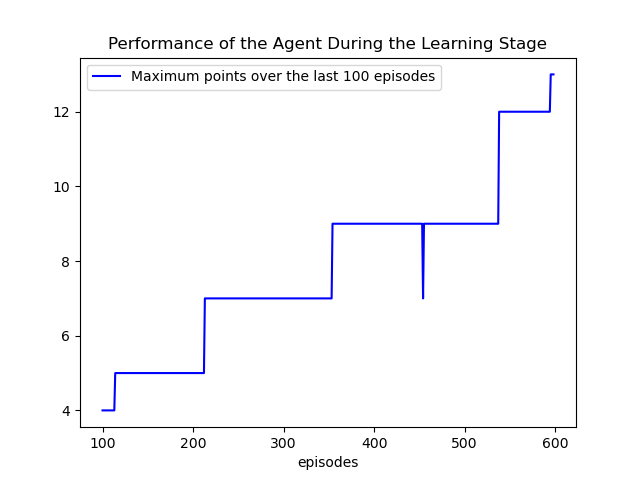 Performance of the Agent During the Learning Stage
Maximum points over the last 100 episodes
12
10
8
6
4
100 200 300 400 500 600
episodes